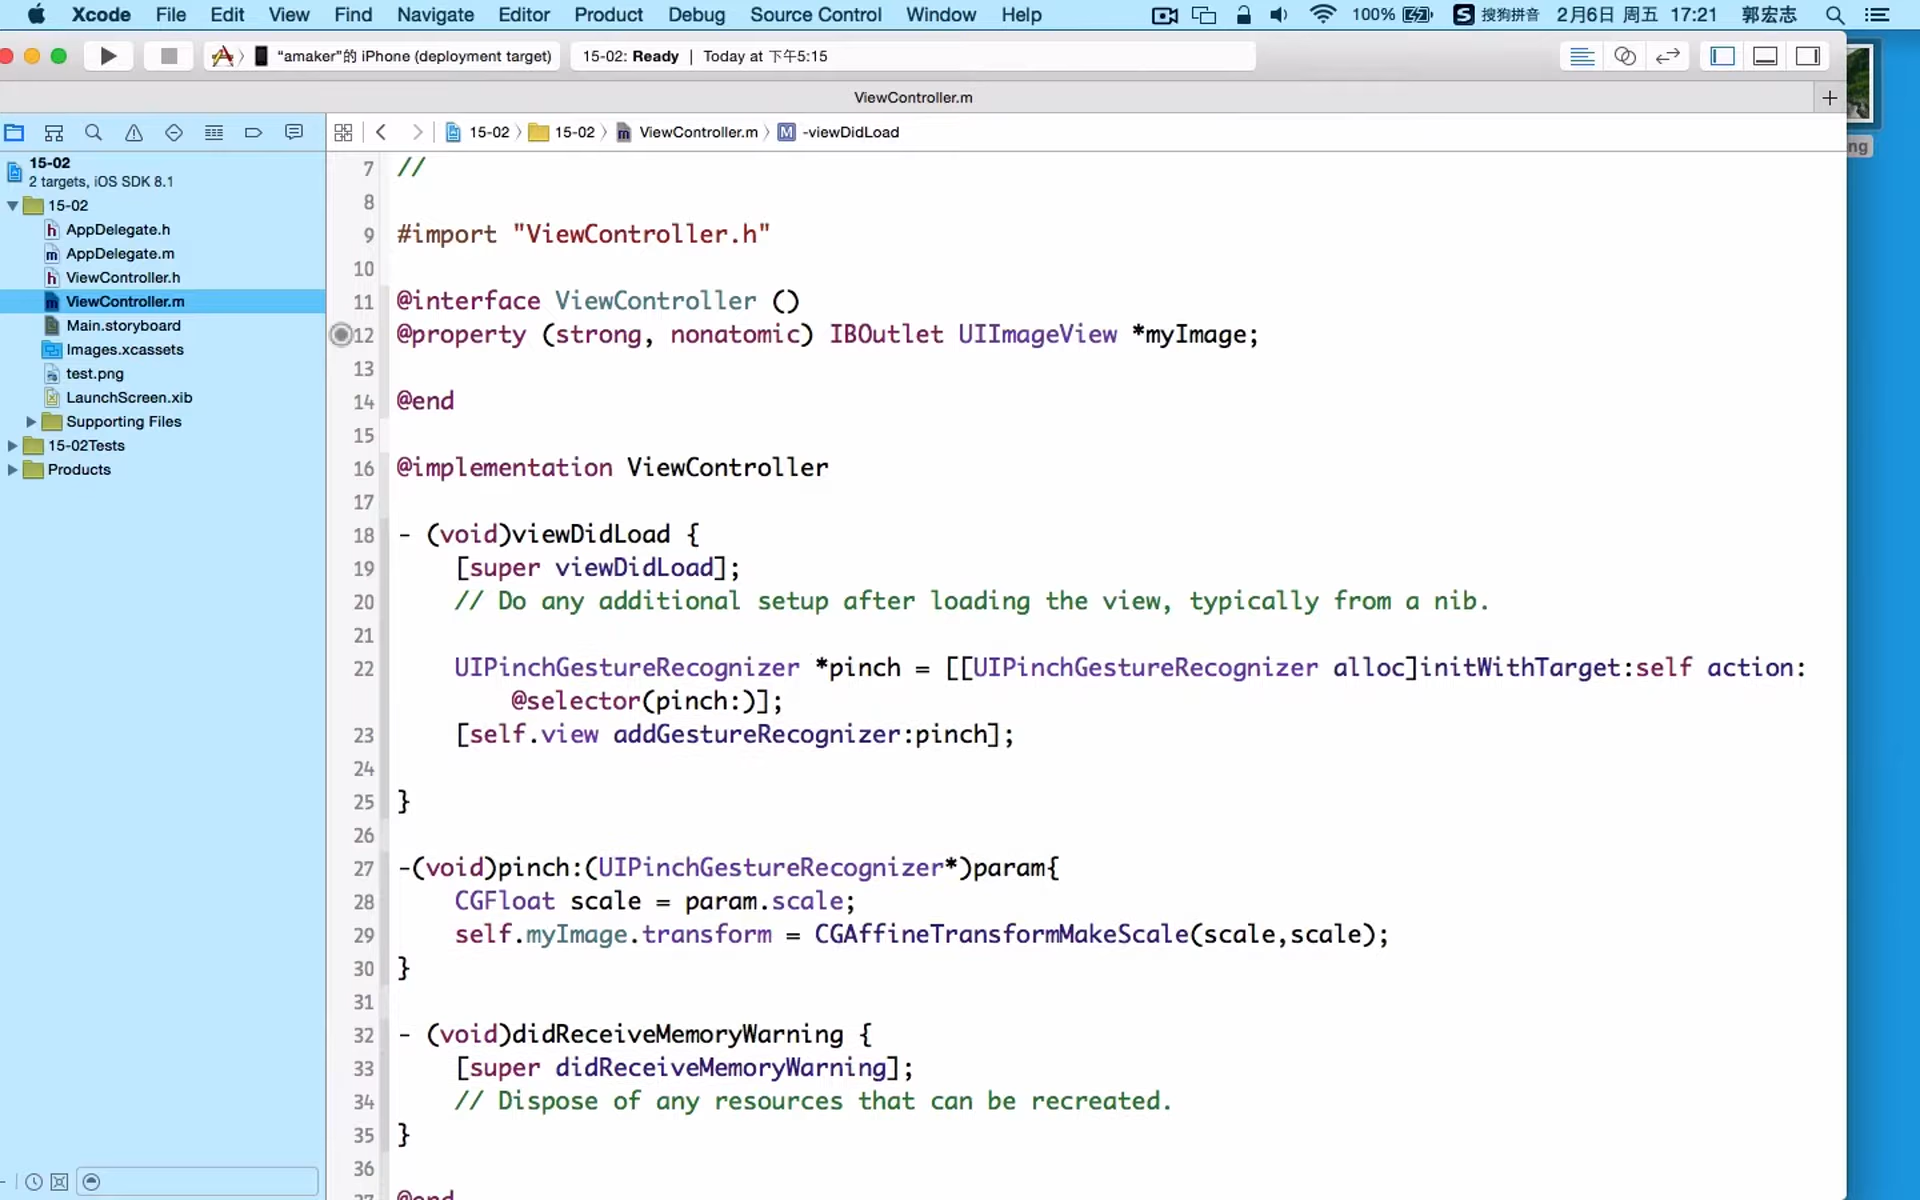 Xcode File Edit View Find Navigate Editor Product Debug Source Control Window Help 100% 搜狗拼音 2月6日 周五 17:21 郭宏志
“amaker”的 iPhone (deployment target) 15-02: Ready | Today at 下午5:15
ViewController.m
15-02 15-02 ViewController.m M -viewDidLoad
ng
15-02
2 targets, iOS SDK 8.1
15-02
AppDelegate.h
AppDelegate.m
ViewController.h
ViewController.m
Main.storyboard
Images.xcassets
test.png
LaunchScreen.xib
Supporting Files
15-02Tests
Products
7 //
8
9 #import "ViewController.h"
10
11 @interface ViewController ()
12 @property (strong, nonatomic) IBOutlet UIImageView *myImage;
13
14 @end
15
16 @implementation ViewController
17
18 - (void)viewDidLoad {
19 [super viewDidLoad];
20 // Do any additional setup after loading the view, typically from a nib.
21
22 UIPinchGestureRecognizer *pinch = [[UIPinchGestureRecognizer alloc]initWithTarget:self action:
@selector(pinch:)];
23 [self.view addGestureRecognizer:pinch];
24
25 }
26
27 -(void)pinch:(UIPinchGestureRecognizer*)param{
28 CGFloat scale = param.scale;
29 self.myImage.transform = CGAffineTransformMakeScale(scale,scale);
30 }
31
32 - (void)didReceiveMemoryWarning {
33 [super didReceiveMemoryWarning];
34 // Dispose of any resources that can be recreated.
35 }
36
37 @end